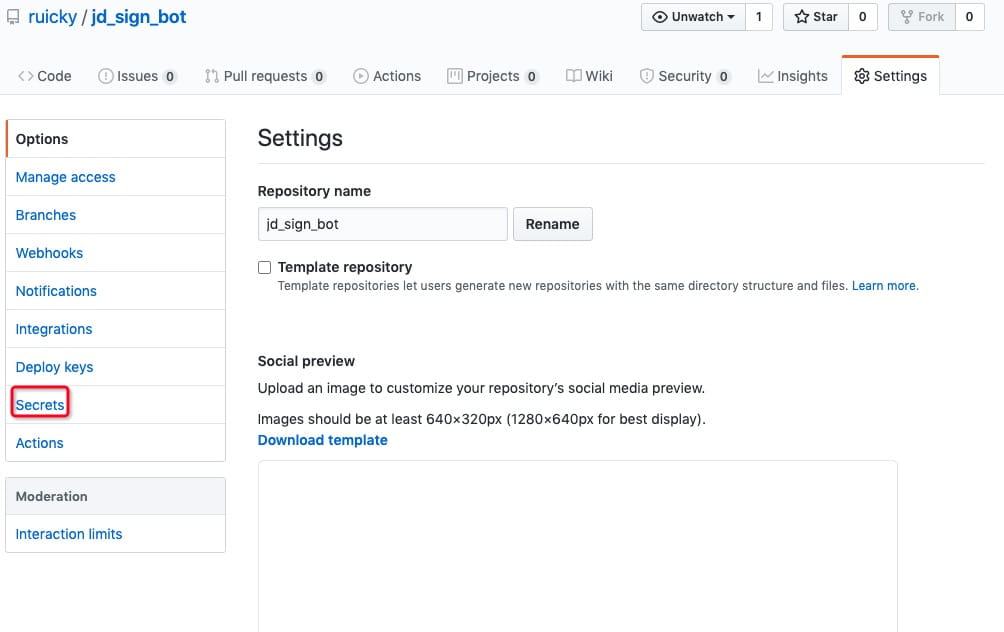 ruicky / jd_sign_bot
Unwatch 1 Star 0 Fork 0
Code Issues 0 Pull requests 0 Actions Projects 0 Wiki Security 0 Insights Settings
Options
Manage access
Branches
Webhooks
Notifications
Integrations
Deploy keys
Secrets
Actions
Moderation
Interaction limits
Settings
Repository name
jd_sign_bot Rename
Template repository
Template repositories let users generate new repositories with the same directory structure and files. Learn more.
Social preview
Upload an image to customize your repository’s social media preview.
Images should be at least 640×320px (1280×640px for best display).
Download template